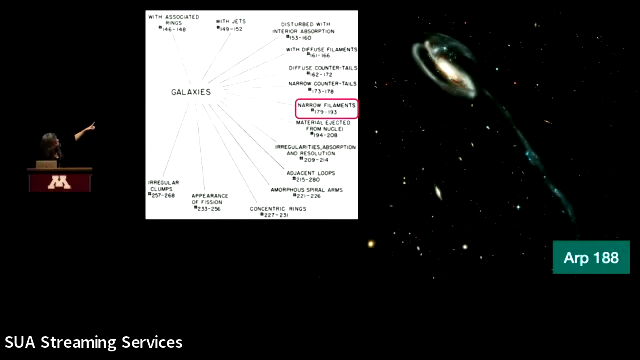 WITH ASSOCIATED
RINGS
146-148
WITH JETS
149-152
DISTURBED WITH
INTERIOR ABSORPTION
153-160
WITH DIFFUSE FILAMENTS
161-166
DIFFUSE COUNTER-TAILS
162-172
NARROW COUNTER-TAILS
173-178
GALAXIES
NARROW FILAMENTS
179-193
MATERIAL EJECTED
FROM NUCLEI
194-208
IRREGULARITIES, ABSORPTION
AND RESOLUTION
209-214
ADJACENT LOOPS
215-280
AMORPHOUS SPIRAL ARMS
221-226
IRREGULAR
CLUMPS
257-268
APPEARANCE
OF FISSION
233-256
CONCENTRIC RINGS
227-231
M
Arp 188
SUA Streaming Services